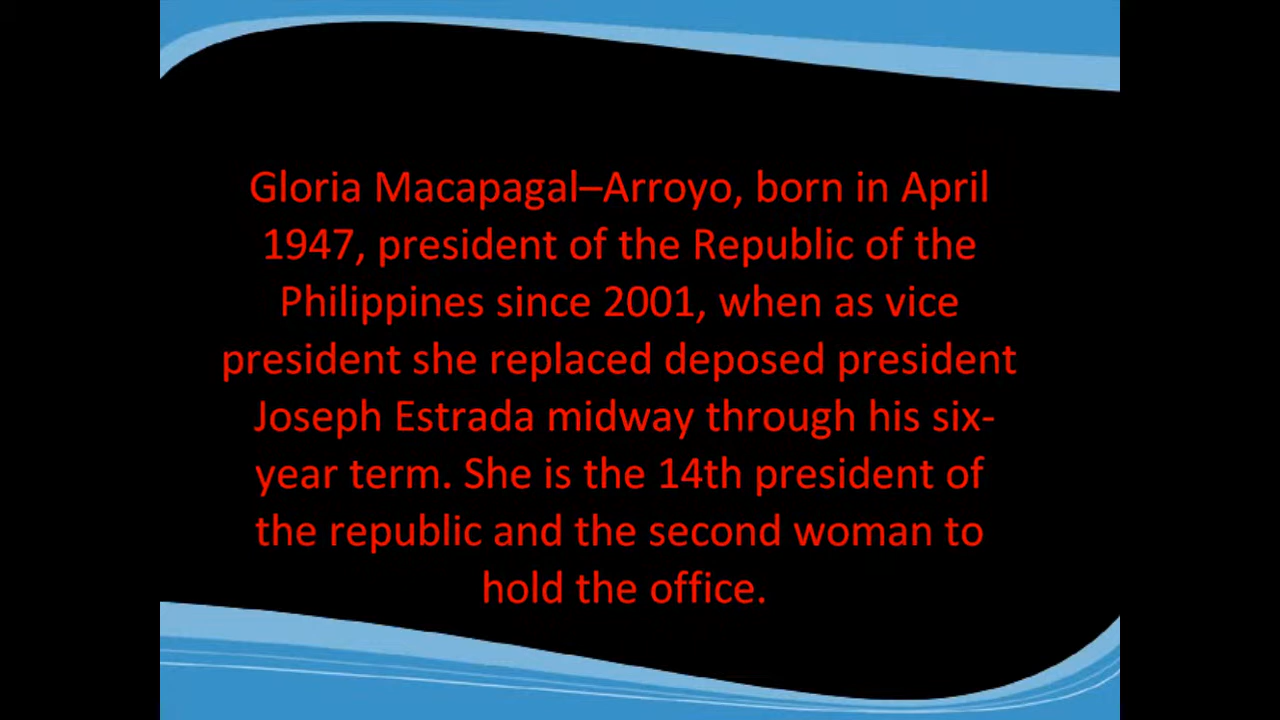 Gloria Macapagal–Arroyo, born in April
1947, president of the Republic of the
Philippines since 2001, when as vice
president she replaced deposed president
Joseph Estrada midway through his six-
year term. She is the 14th president of
the republic and the second woman to
hold the office.